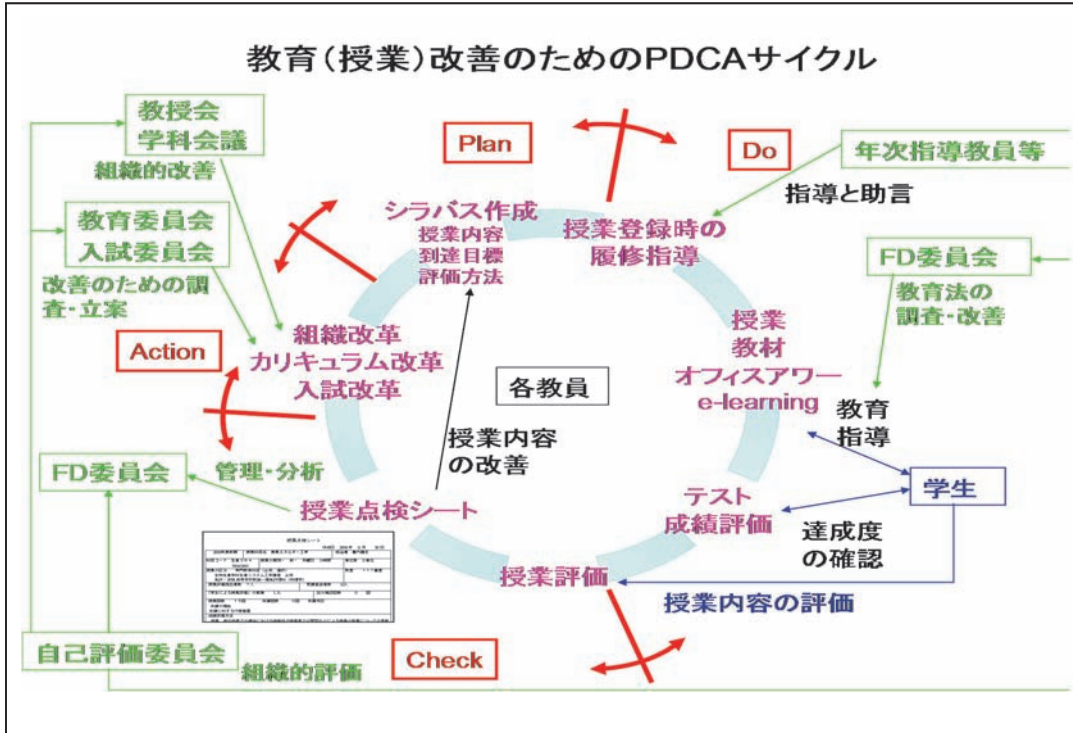 教育(授業)改善のためのPDCAサイクル
教授会
学科会議
組織的改善
Plan
Do
年次指導教員等
指導と助言
教育委員会
入試委員会
改善のための調
査・立案
シラバス作成
授業内容
到達目標
評価方法
授業登録時の
履修指導
FD委員会
教育法の
調査・改善
Action
組織改革
カリキュラム改革
入試改革
各教員
授業
教材
オフィスアワー
e-learning
教育
指導
授業内容
の改善
FD委員会
管理・分析
授業点検シート
テスト
成績評価
学生
達成度
の確認
授業点検シート
授業評価
授業内容の評価
自己評価委員会
組織的評価
Check